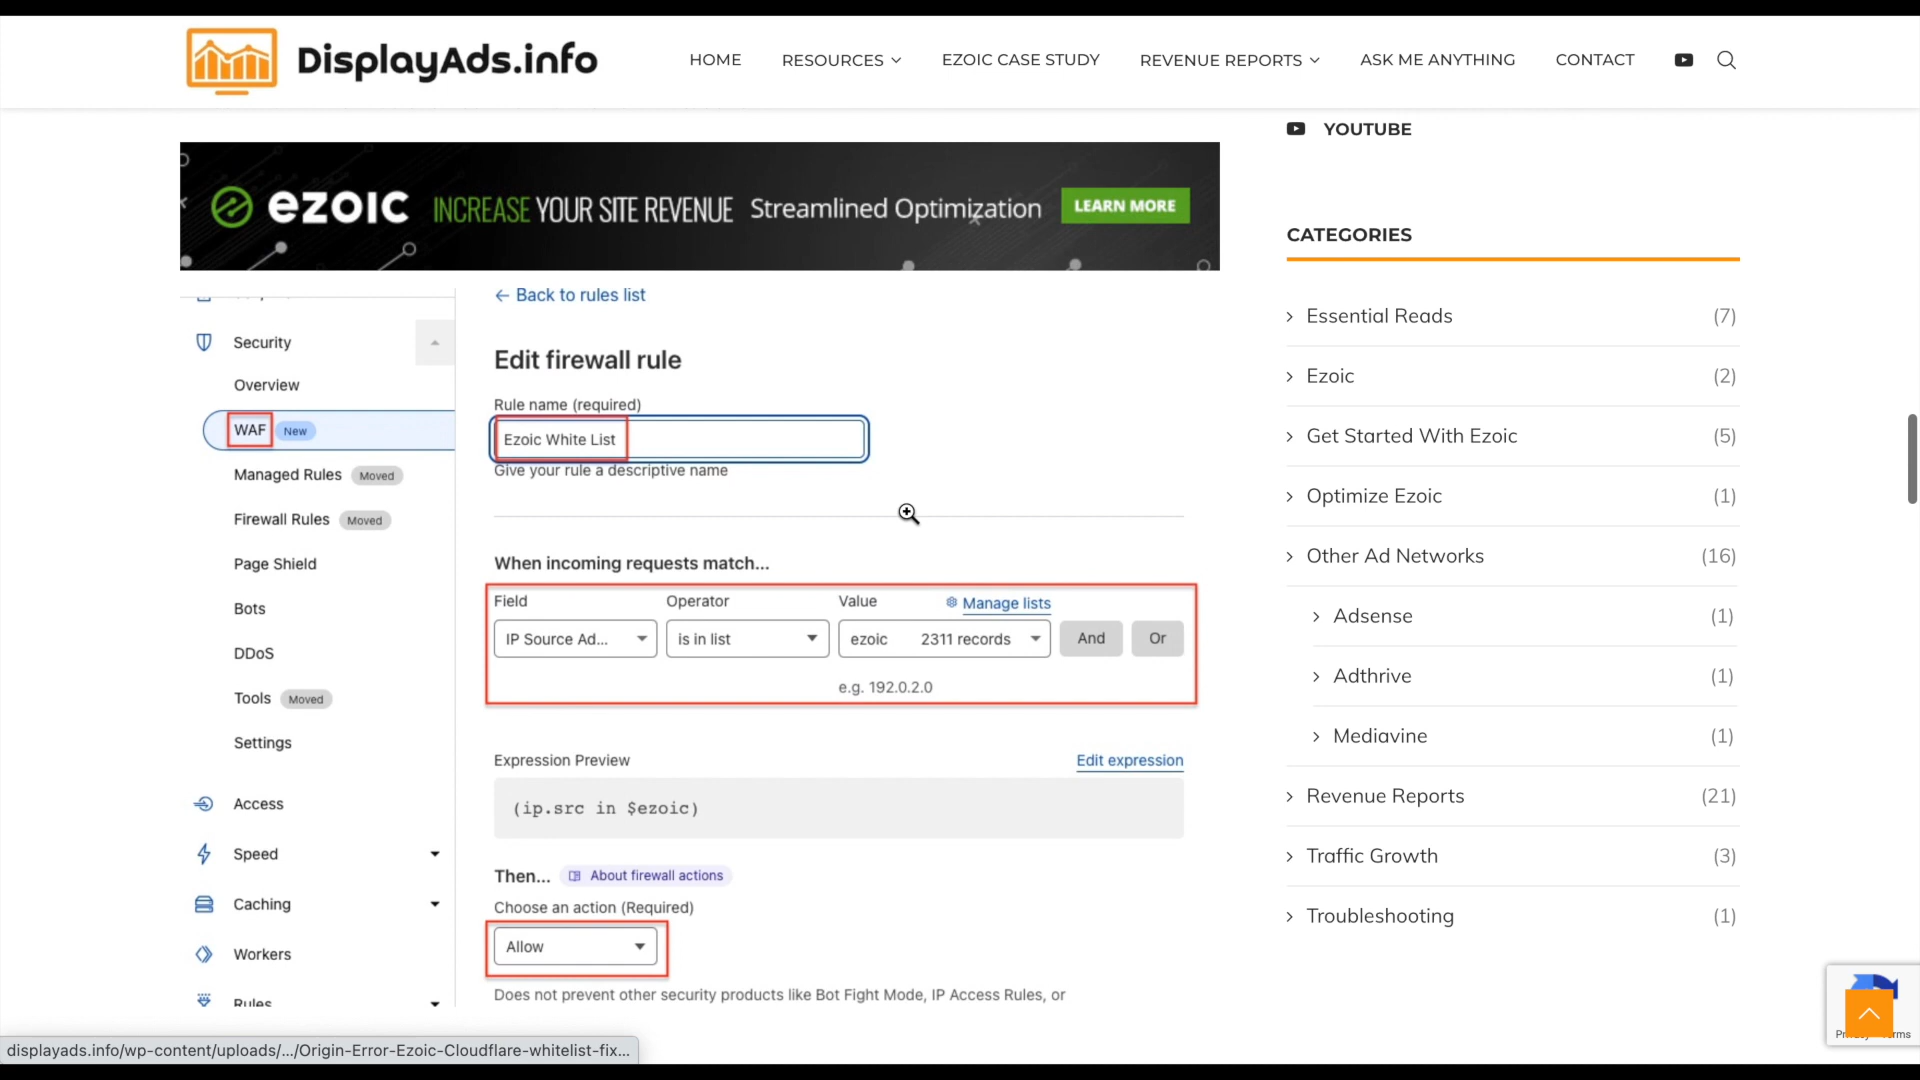 DisplayAds.info
HOME RESOURCES EZOIC CASE STUDY REVENUE REPORTS ASK ME ANYTHING CONTACT
ezoic INCREASE YOUR SITE REVENUE Streamlined Optimization LEARN MORE
← Back to rules list
Security
Edit firewall rule
Overview
Rule name (required)
WAF New
Ezoic White List
Give your rule a descriptive name
Managed Rules Moved
Firewall Rules Moved
Page Shield
When incoming requests match...
Bots
Field Operator Value Manage lists
IP Source Ad... is in list ezoic 2311 records And Or
DDoS
e.g. 192.0.2.0
Tools Moved
Settings
Expression Preview Edit expression
(ip.src in $ezoic)
Access
Speed
Then... About firewall actions
Choose an action (Required)
Caching
Allow
Workers
Does not prevent other security products like Bot Fight Mode, IP Access Rules, or
Rules
YOUTUBE
CATEGORIES
Essential Reads (7)
Ezoic (2)
Get Started With Ezoic (5)
Optimize Ezoic (1)
Other Ad Networks (16)
Adsense (1)
Adthrive (1)
Mediavine (1)
Revenue Reports (21)
Traffic Growth (3)
Troubleshooting (1)
displayads.info/wp-content/uploads/.../Origin-Error-Ezoic-Cloudflare-whitelist-fix...